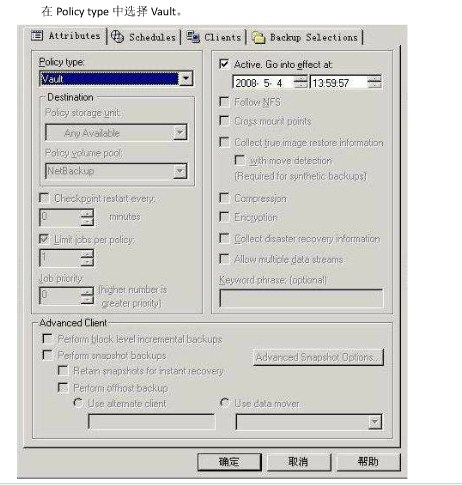 在 Policy type 中选择 Vault。
Attributes Schedules Clients Backup Selections
Policy type:
Vault
Destination
Policy storage unit:
Any Available
Policy volume pool:
NetBackup
Checkpoint restart every:
0 minutes
Limit jobs per policy:
1
Job priority:
0 (higher number is
greater priority)
Active. Go into effect at:
2008- 5- 4 13:59:57
Follow NFS
Cross mount points
Collect true image restore information
with move detection
(Required for synthetic backups)
Compression
Encryption
Collect disaster recovery information
Allow multiple data streams
Keyword phrase: (optional)
Advanced Client
Perform block level incremental backups
Perform snapshot backups
Advanced Snapshot Options...
Retain snapshots for instant recovery
Perform offhost backup
Use alternate client Use data mover
确定 取消 帮助